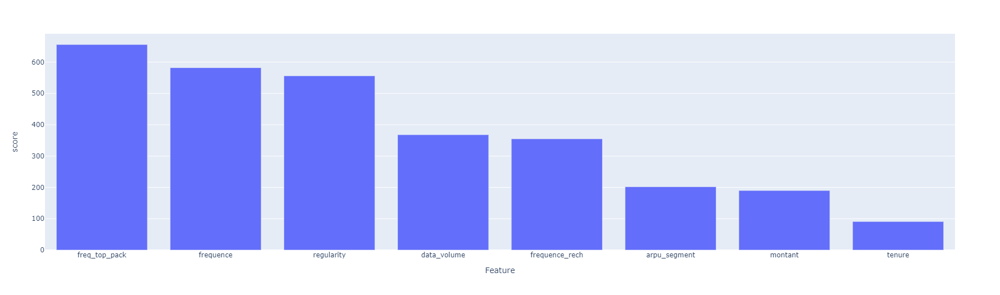 score
600
500
400
300
200
100
0
freq_top_pack frequence regularity data_volume frequence_rech arpu_segment montant tenure
Feature